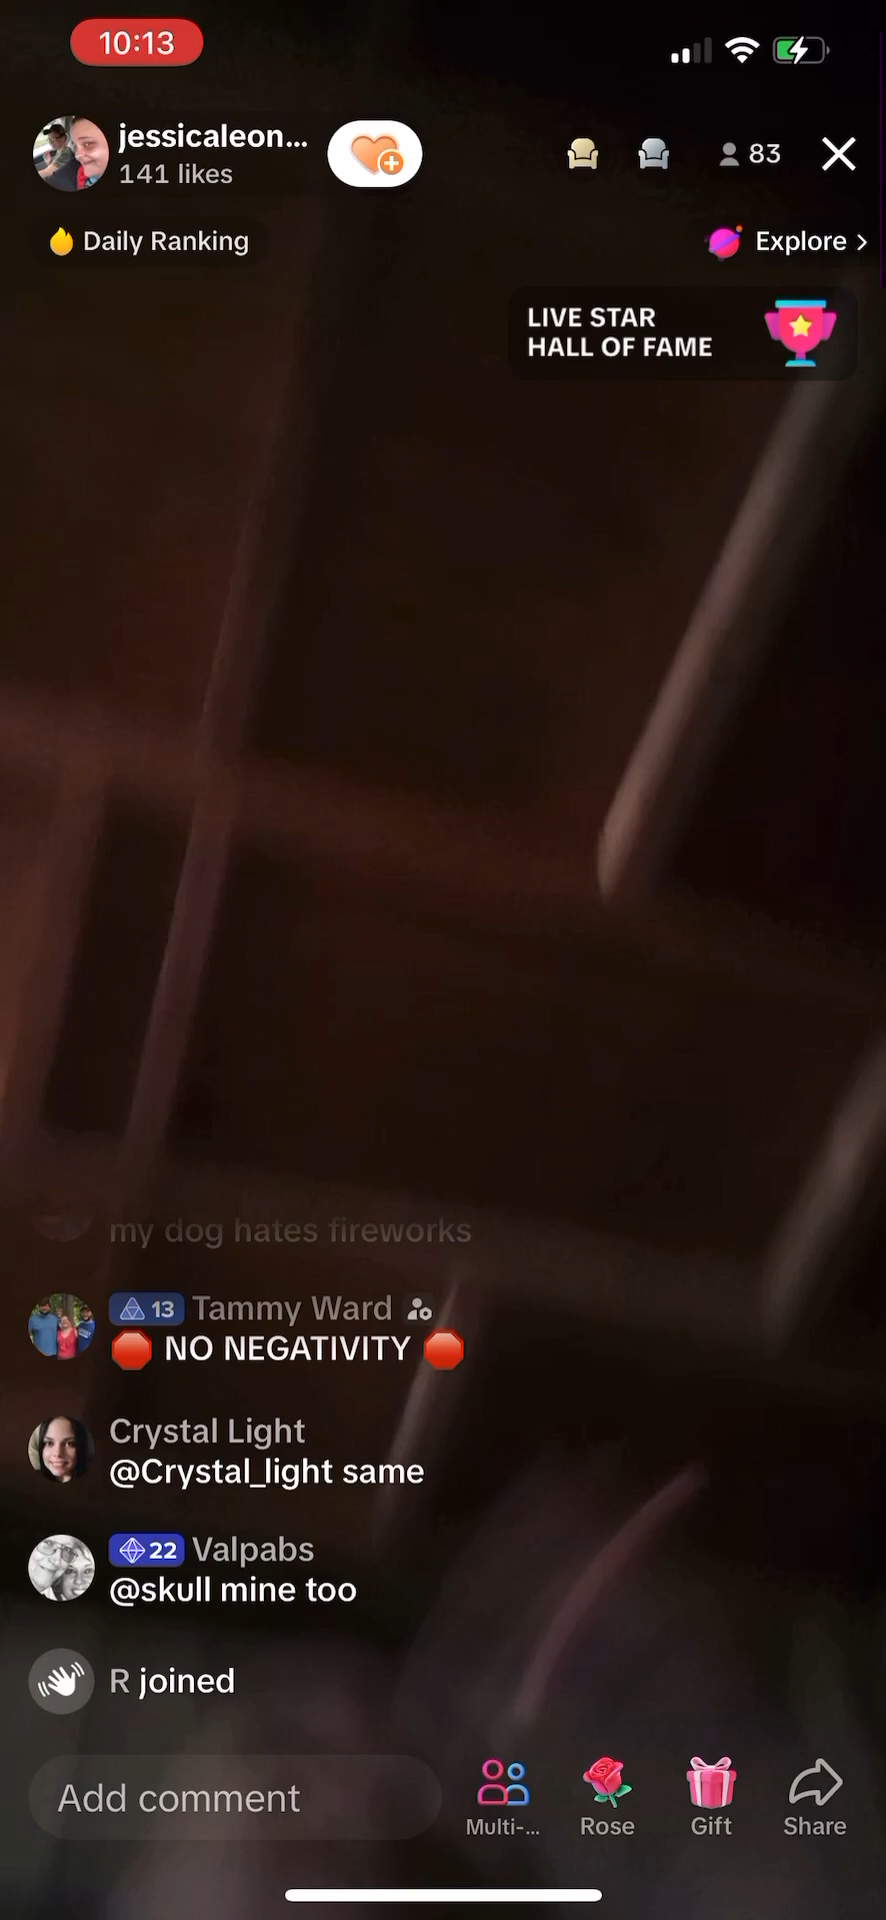 10:13
jessicaleon...
141 likes
83
Daily Ranking
Explore >
LIVE STAR
HALL OF FAME
my dog hates fireworks
13 Tammy Ward
🛑 NO NEGATIVITY 🛑
Crystal Light
@Crystal_light same
22 Valpabs
@skull mine too
R joined
Add comment
Multi-...
Rose
Gift
Share